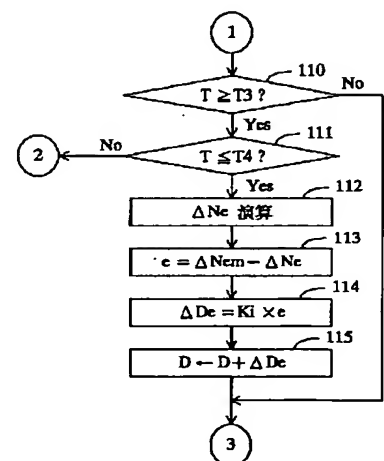 1
110
T ≥ T3 ?
No
Yes
111
T ≦ T4 ?
No
2
Yes
112
ΔNe 演算
113
e = ΔNem − ΔNe
114
ΔDe = Ki × e
115
D ← D + ΔDe
3